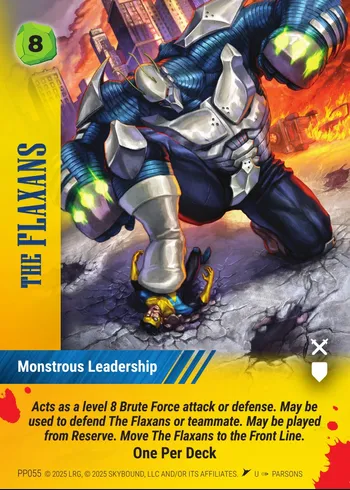 8
THE FLAXANS
Monstrous Leadership
Acts as a level 8 Brute Force attack or defense. May be
used to defend The Flaxans or teammate. May be played
from Reserve. Move The Flaxans to the Front Line.
One Per Deck
PP055 © 2025 LRG, © 2025 SKYBOUND, LLC AND/OR ITS AFFILIATES. U PARSONS